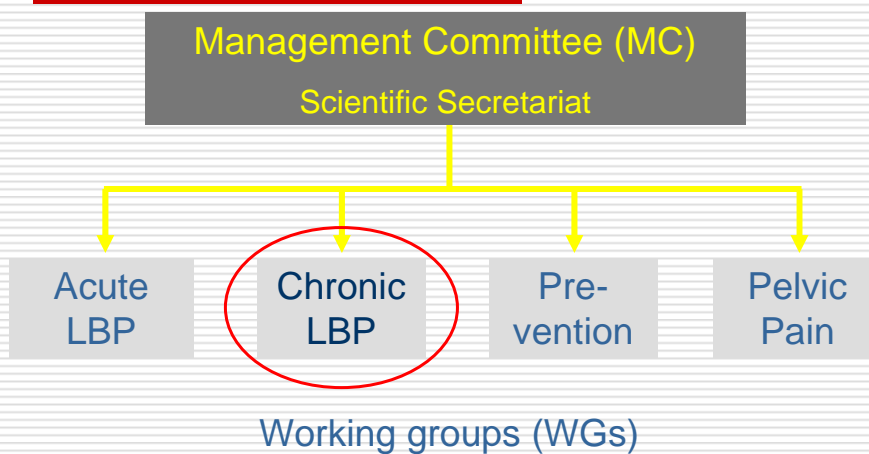 Management Committee (MC)
Scientific Secretariat
Acute
LBP
Chronic
LBP
Pre-
vention
Pelvic
Pain
Working groups (WGs)